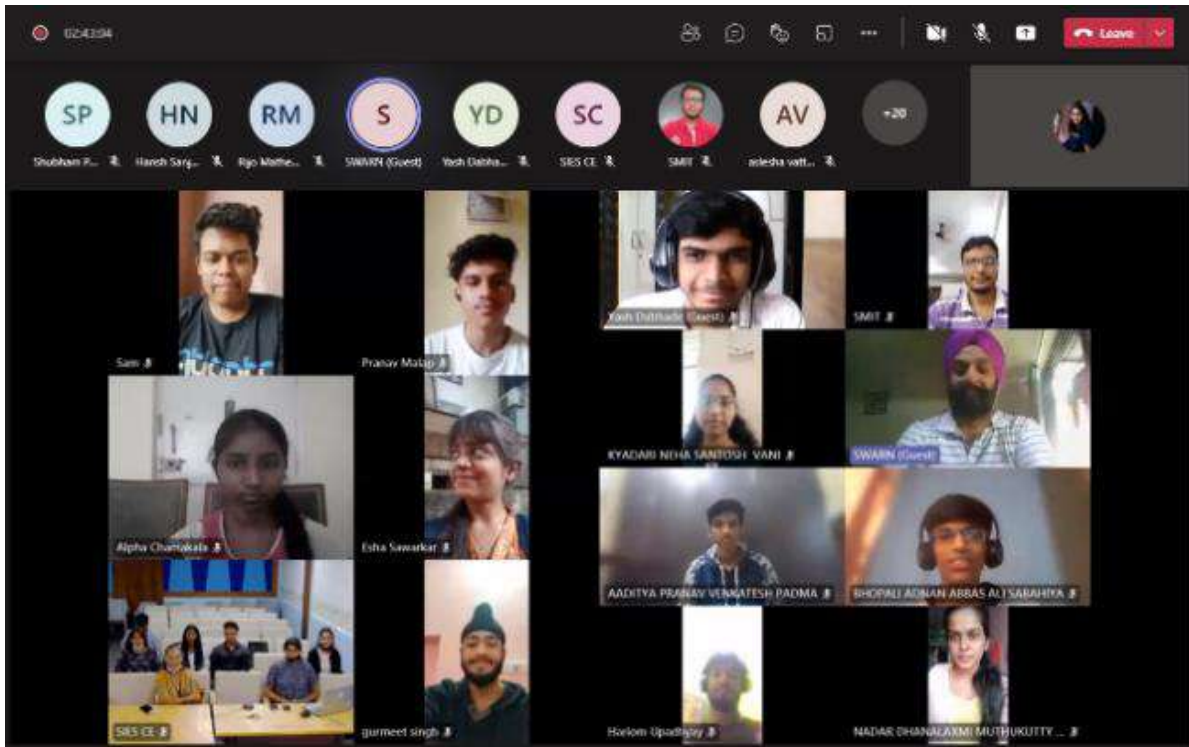 02:43:04
Leave
SP HN RM S YD SC AV +20
Shubham P... Hansh Sanj... Rijo Mathe... SWARN (Guest) Yash Dabha... SIES CE SMIT aslesha vatt...
Yash Dabhade (Guest) SMIT
Sam Pranav Malap
KYADARI NEHA SANTOSH VANI SWARN (Guest)
Alpha Chamakala Esha Sawarkar
AADITYA PRANAV VENKATESH PADMA BHOPALI ADNAN ABBAS ALI SABAHIYA
SIES CE gurmeet singh Hariom Upadhyay NADAR DHANALAXMI MUTHUKUTTY ...